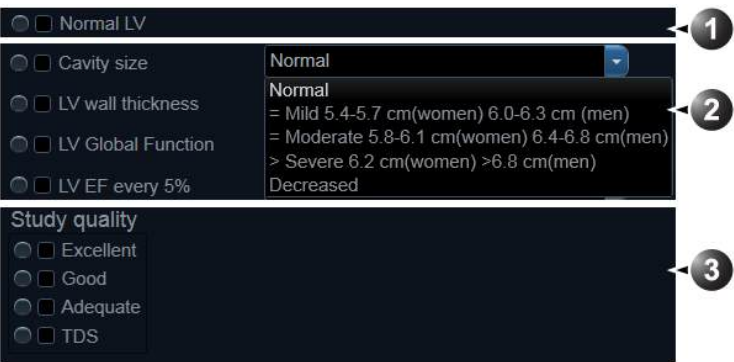 Normal LV
1
Cavity size
Normal
Normal
LV wall thickness
= Mild 5.4-5.7 cm(women) 6.0-6.3 cm (men)
2
= Moderate 5.8-6.1 cm(women) 6.4-6.8 cm(men)
LV Global Function
> Severe 6.2 cm(women) >6.8 cm(men)
LV EF every 5%
Decreased
Study quality
Excellent
3
Good
Adequate
TDS